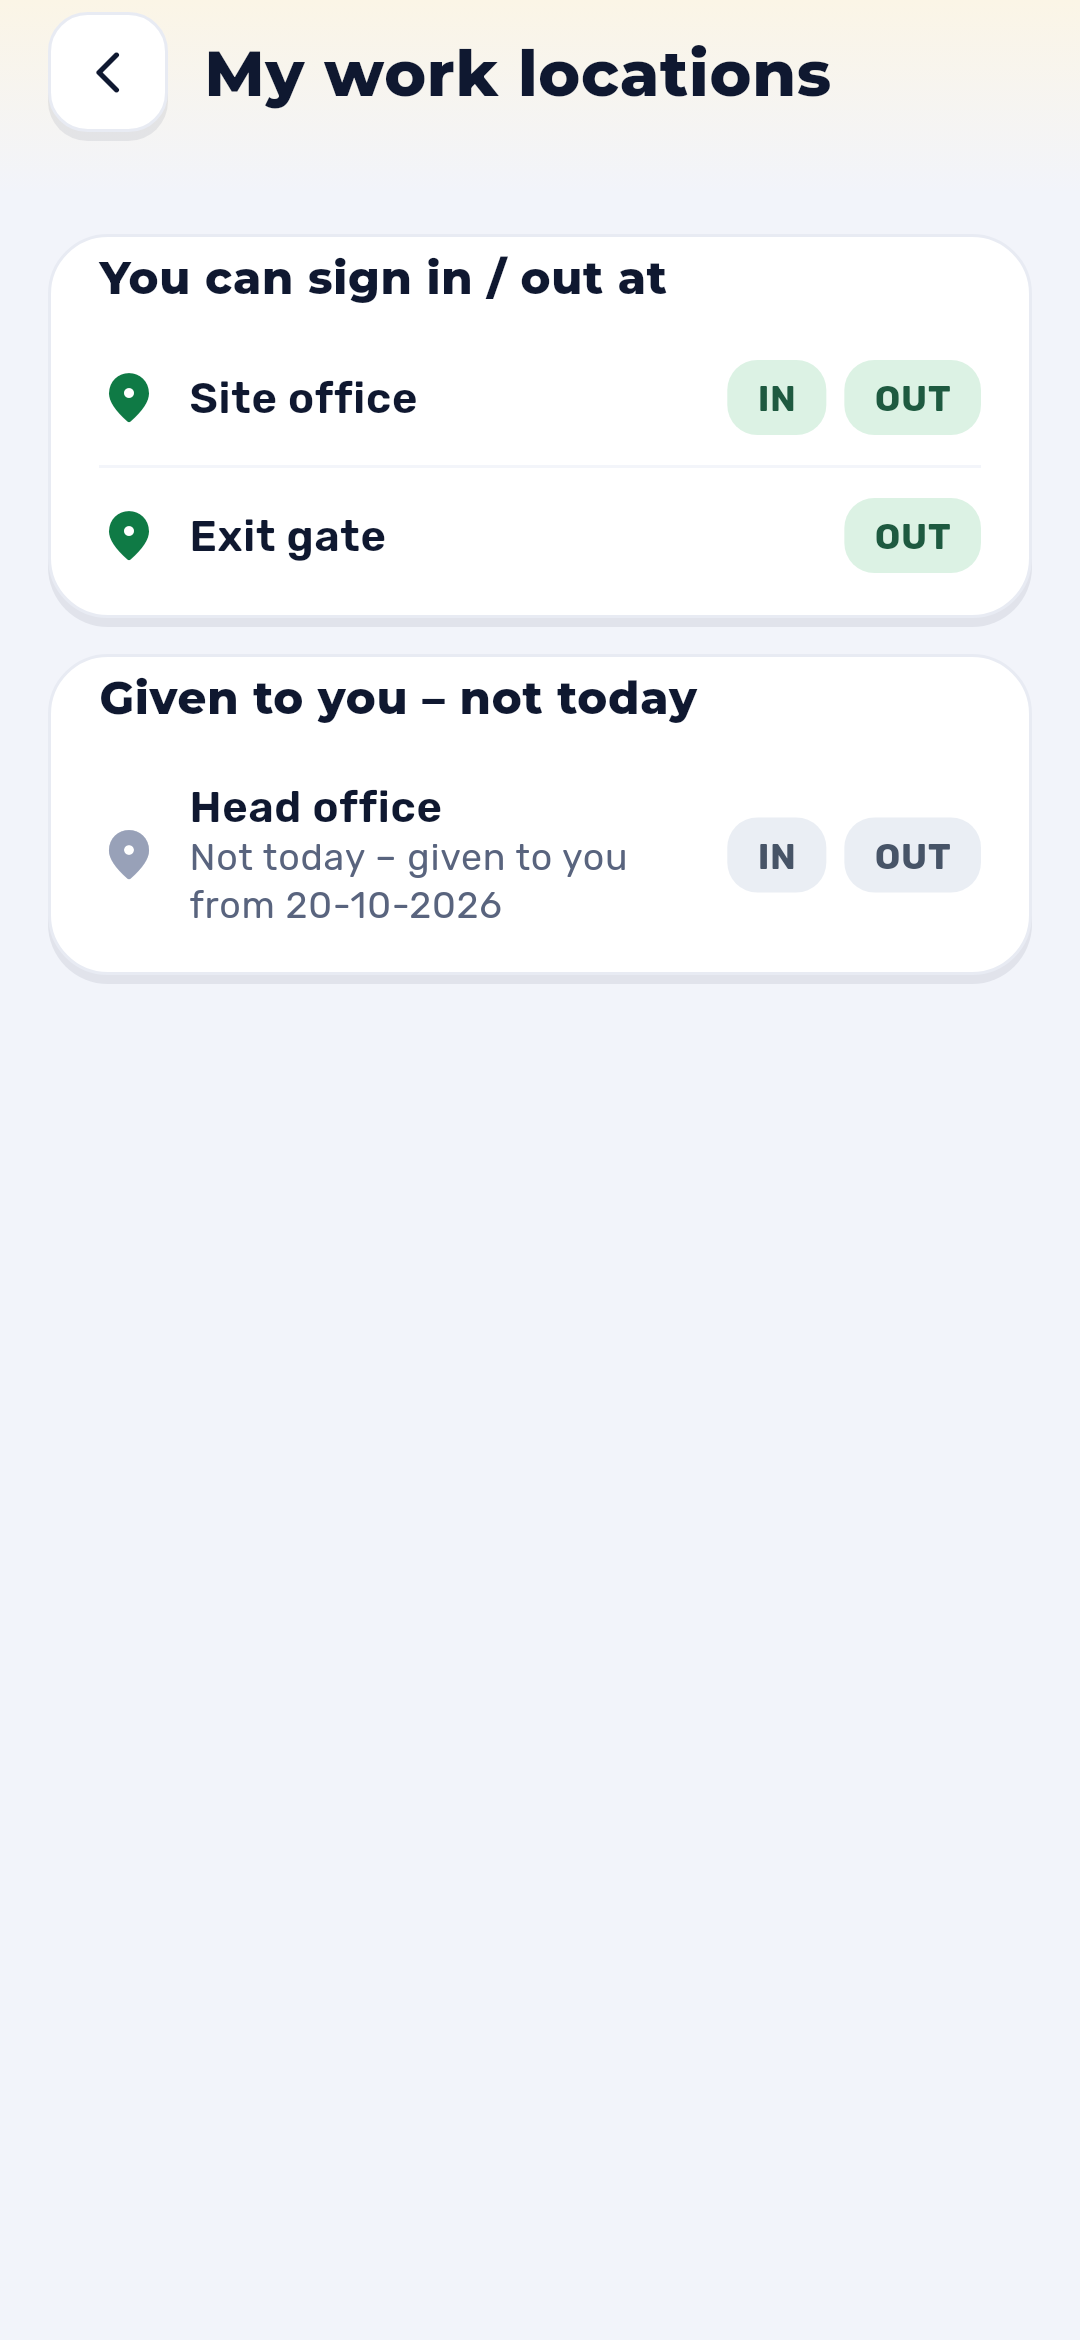 My work locations
You can sign in / out at
Site office IN OUT
Exit gate OUT
Given to you – not today
Head office
Not today – given to you
from 20-10-2026
IN OUT